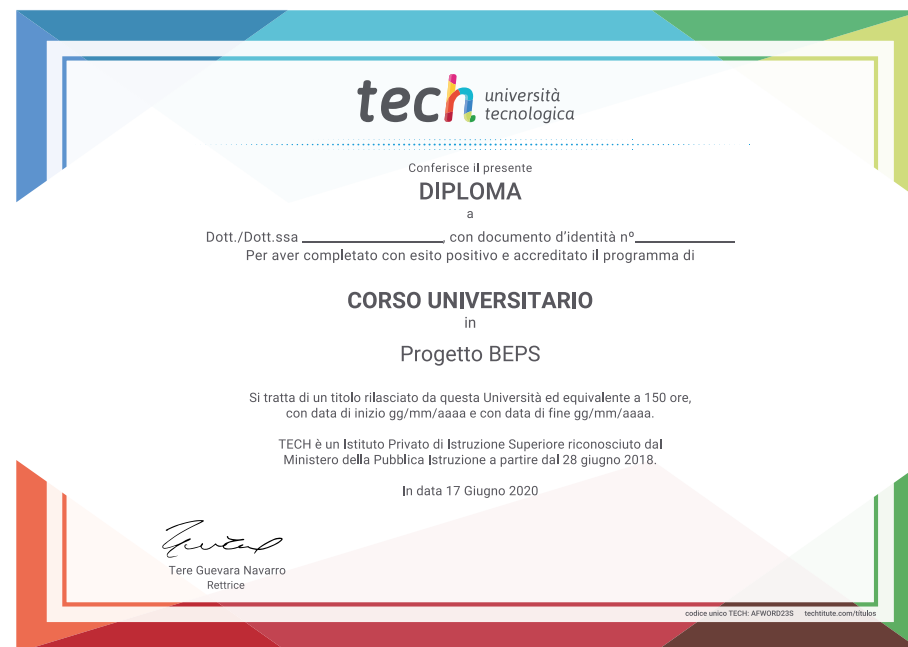 tech università
tecnologica
Conferisce il presente
DIPLOMA
a
Dott./Dott.ssa ____________________, con documento d'identità nº______________
Per aver completato con esito positivo e accreditato il programma di
CORSO UNIVERSITARIO
in
Progetto BEPS
Si tratta di un titolo rilasciato da questa Università ed equivalente a 150 ore,
con data di inizio gg/mm/aaaa e con data di fine gg/mm/aaaa.
TECH è un Istituto Privato di Istruzione Superiore riconosciuto dal
Ministero della Pubblica Istruzione a partire dal 28 giugno 2018.
In data 17 Giugno 2020
Tere Guevara Navarro
Rettrice
codice unico TECH: AFWORD23S techtitute.com/titulos